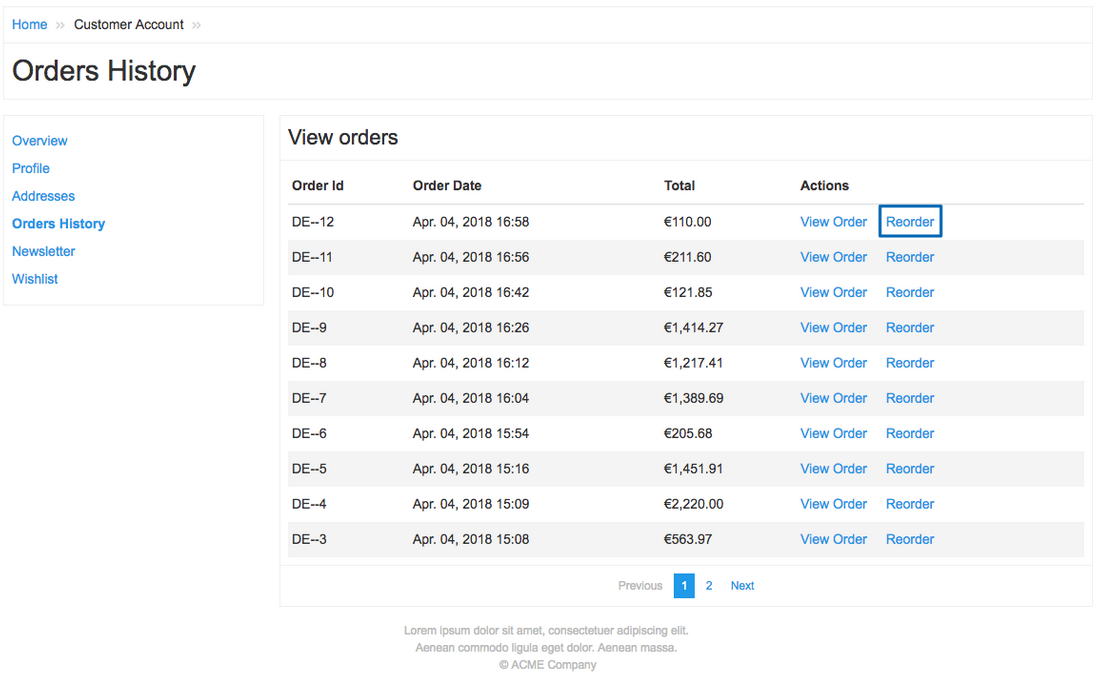 Home » Customer Account »
Orders History
Overview
Profile
Addresses
Orders History
Newsletter
Wishlist
View orders
Order Id Order Date Total Actions
DE--12 Apr. 04, 2018 16:58 €110.00 View Order Reorder
DE--11 Apr. 04, 2018 16:56 €211.60 View Order Reorder
DE--10 Apr. 04, 2018 16:42 €121.85 View Order Reorder
DE--9 Apr. 04, 2018 16:26 €1,414.27 View Order Reorder
DE--8 Apr. 04, 2018 16:12 €1,217.41 View Order Reorder
DE--7 Apr. 04, 2018 16:04 €1,389.69 View Order Reorder
DE--6 Apr. 04, 2018 15:54 €205.68 View Order Reorder
DE--5 Apr. 04, 2018 15:16 €1,451.91 View Order Reorder
DE--4 Apr. 04, 2018 15:09 €2,220.00 View Order Reorder
DE--3 Apr. 04, 2018 15:08 €563.97 View Order Reorder
Previous 1 2 Next
Lorem ipsum dolor sit amet, consectetuer adipiscing elit.
Aenean commodo ligula eget dolor. Aenean massa.
© ACME Company